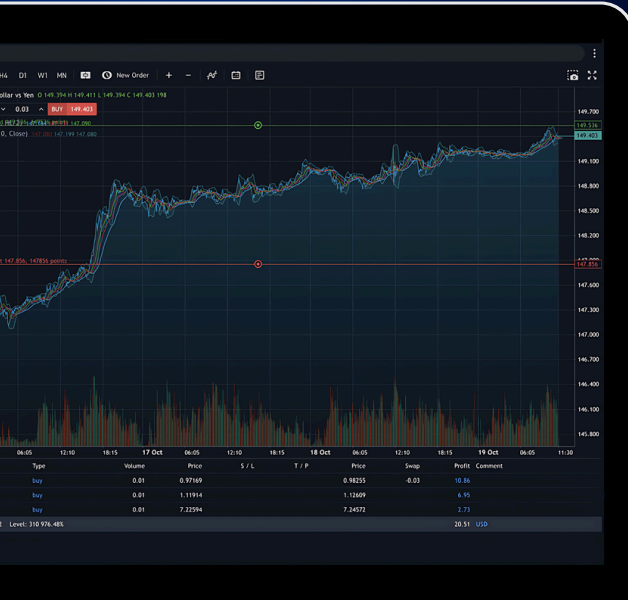 H4 D1 W1 MN New Order + −
ollar vs Yen O 149.394 H 149.411 L 149.394 C 149.403 198
0.03 BUY 149.403
149.700
149.536
147.090
149.403
0, Close) 147.199 147.080
149.100
148.800
148.500
148.200
147.856, 147856 points
147.856
147.600
147.300
147.000
146.700
146.400
146.100
145.800
06:05 12:10 18:15 17 Oct 06:05 12:10 18:15 18 Oct 06:05 12:10 18:15 19 Oct 06:05 11:30
Type Volume Price S / L T / P Price Swap Profit Comment
buy 0.01 0.97169 0.98255 -0.03 10.86
buy 0.01 1.11914 1.12609 6.95
buy 0.01 7.22594 7.24572 2.73
Level: 310 976.48% 20.51 USD